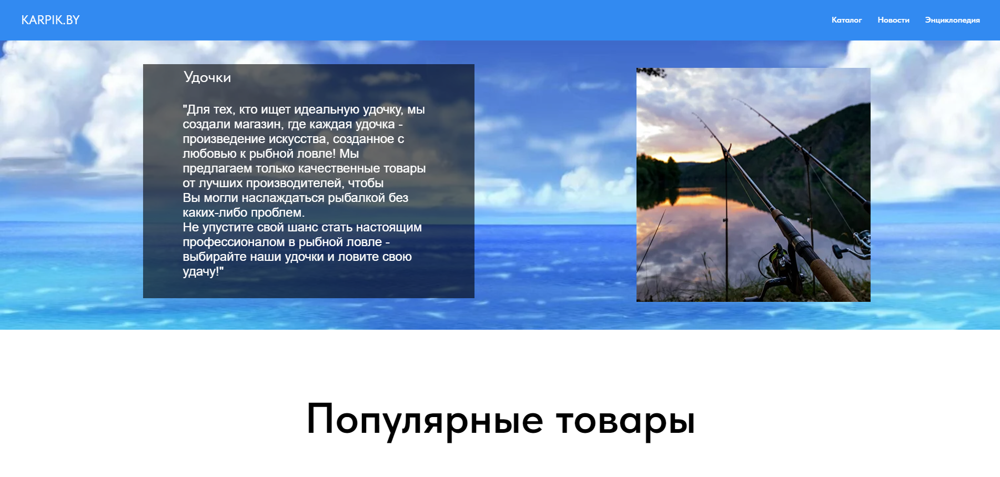 KARPIK.BY
Каталог Новости Энциклопедия
Удочки
"Для тех, кто ищет идеальную удочку, мы
создали магазин, где каждая удочка -
произведение искусства, созданное с
любовью к рыбной ловле! Мы
предлагаем только качественные товары
от лучших производителей, чтобы
Вы могли наслаждаться рыбалкой без
каких-либо проблем.
Не упустите свой шанс стать настоящим
профессионалом в рыбной ловле -
выбирайте наши удочки и ловите свою
удачу!"
Популярные товары